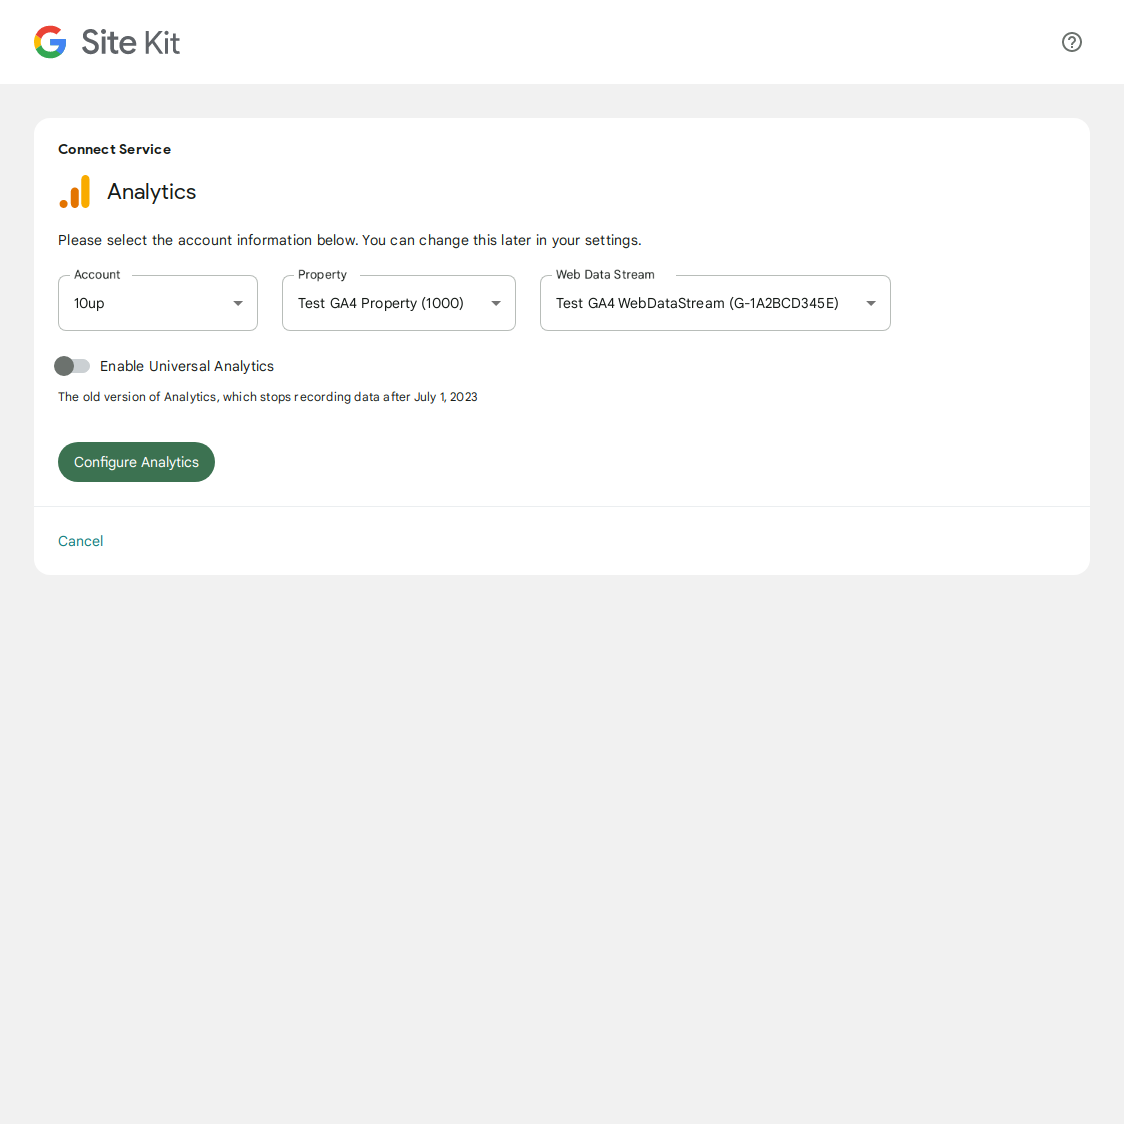 Site Kit
Connect Service
Analytics
Please select the account information below. You can change this later in your settings.
Account
10up
Property
Test GA4 Property (1000)
Web Data Stream
Test GA4 WebDataStream (G-1A2BCD345E)
Enable Universal Analytics
The old version of Analytics, which stops recording data after July 1, 2023
Configure Analytics
Cancel